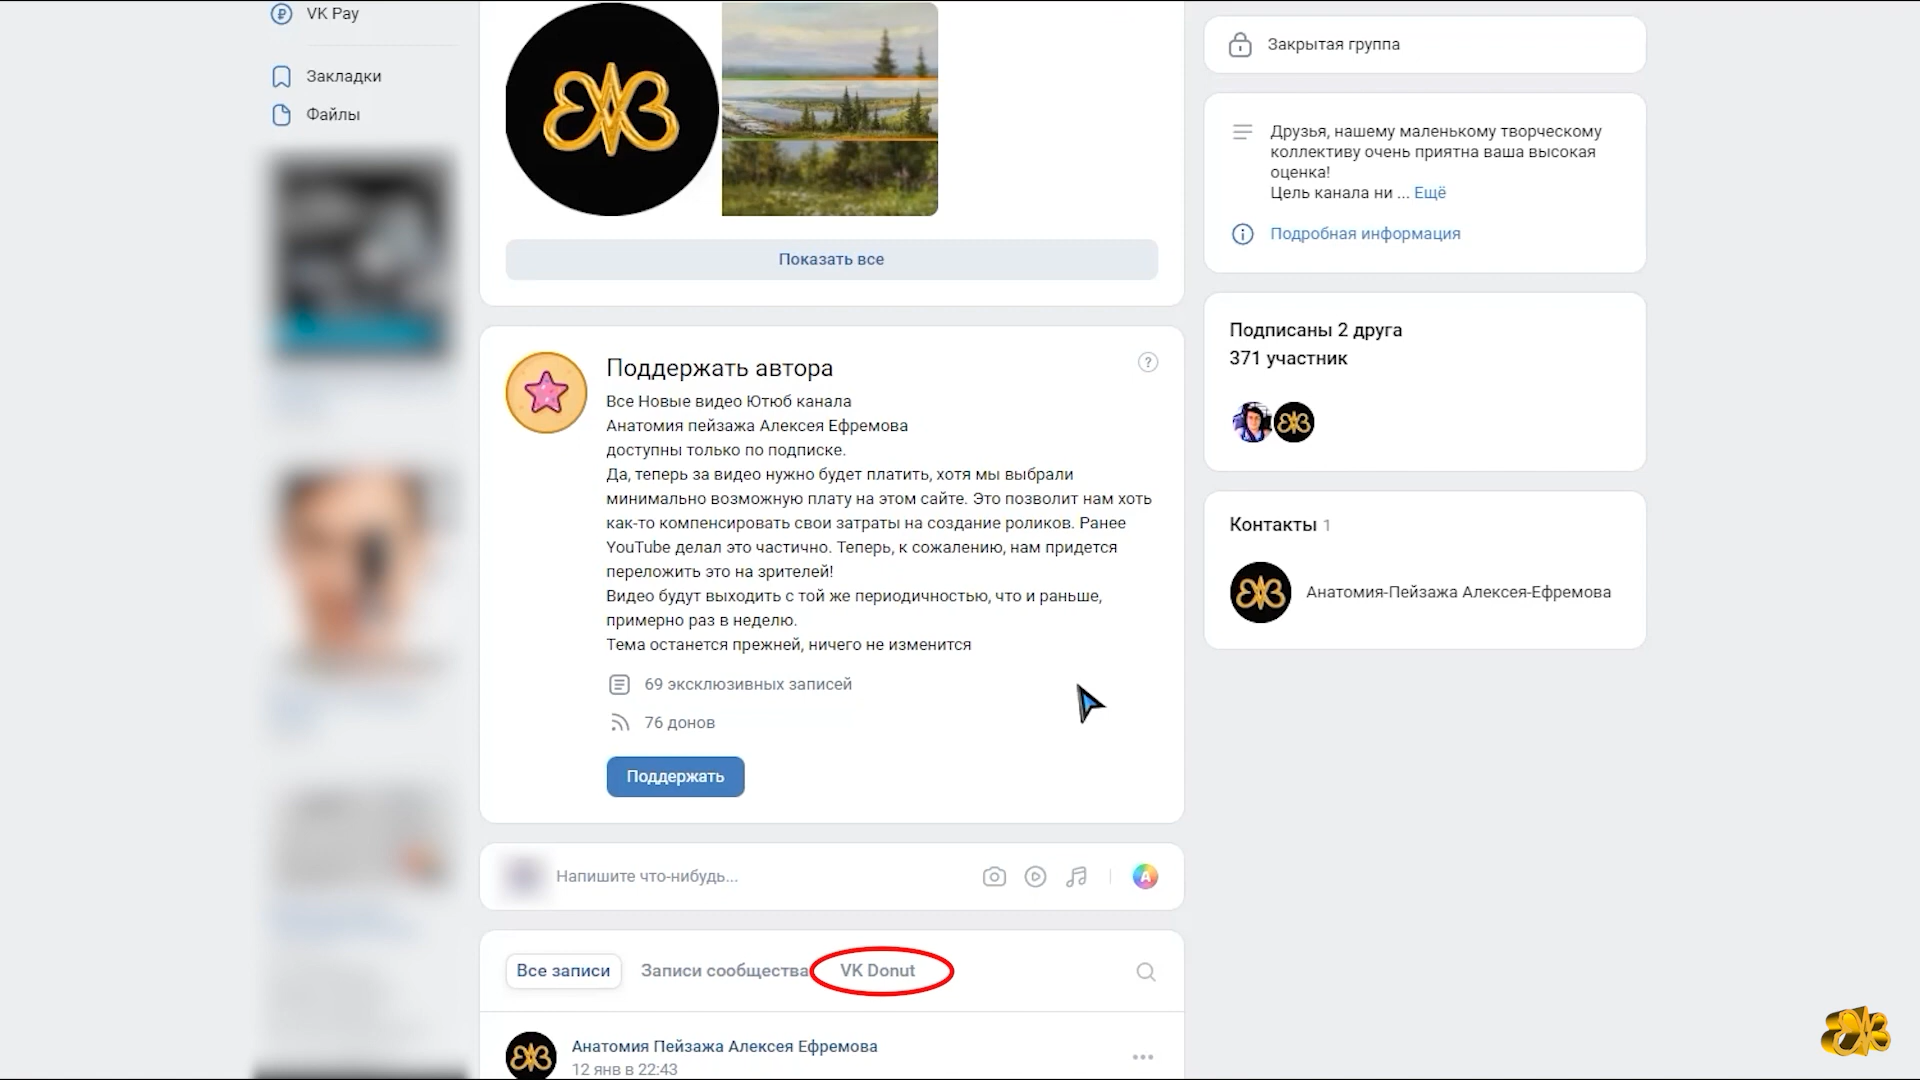 VK Pay
Закладки
Файлы
Показать все
Поддержать автора
Все Новые видео Ютюб канала
Анатомия пейзажа Алексея Ефремова
доступны только по подписке.
Да, теперь за видео нужно будет платить, хотя мы выбрали
минимально возможную плату на этом сайте. Это позволит нам хоть
как-то компенсировать свои затраты на создание роликов. Ранее
YouTube делал это частично. Теперь, к сожалению, нам придется
переложить это на зрителей!
Видео будут выходить с той же периодичностью, что и раньше,
примерно раз в неделю.
Тема останется прежней, ничего не изменится
69 эксклюзивных записей
76 донов
Поддержать
Напишите что-нибудь...
Все записи
Записи сообщества
VK Donut
Анатомия Пейзажа Алексея Ефремова
12 янв в 22:43
Закрытая группа
Друзья, нашему маленькому творческому
коллективу очень приятна ваша высокая
оценка!
Цель канала ни ... Ещё
Подробная информация
Подписаны 2 друга
371 участник
Контакты 1
Анатомия-Пейзажа Алексея-Ефремова